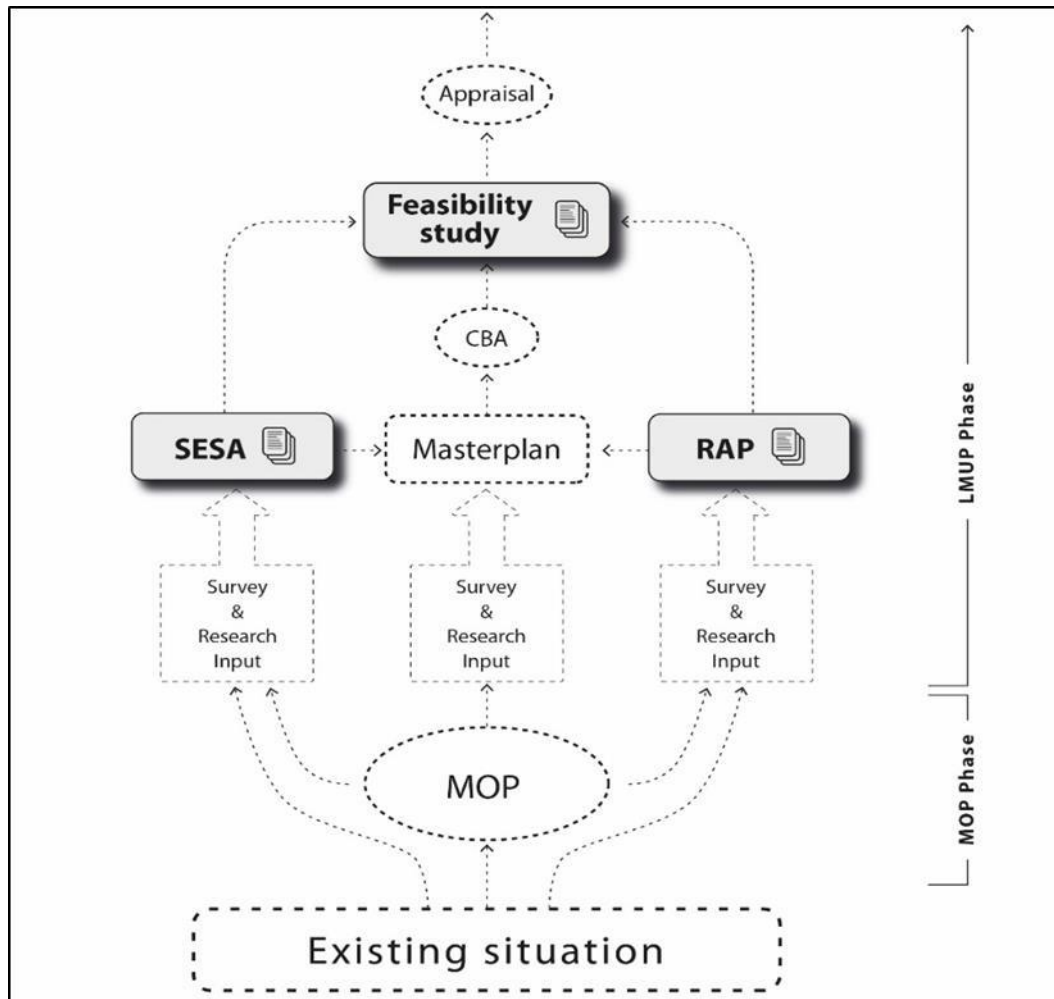 Appraisal
Feasibility
study
CBA
SESA
Masterplan
RAP
Survey
&
Research
Input
Survey
&
Research
Input
Survey
&
Research
Input
MOP
Existing situation
LMUP Phase
MOP Phase